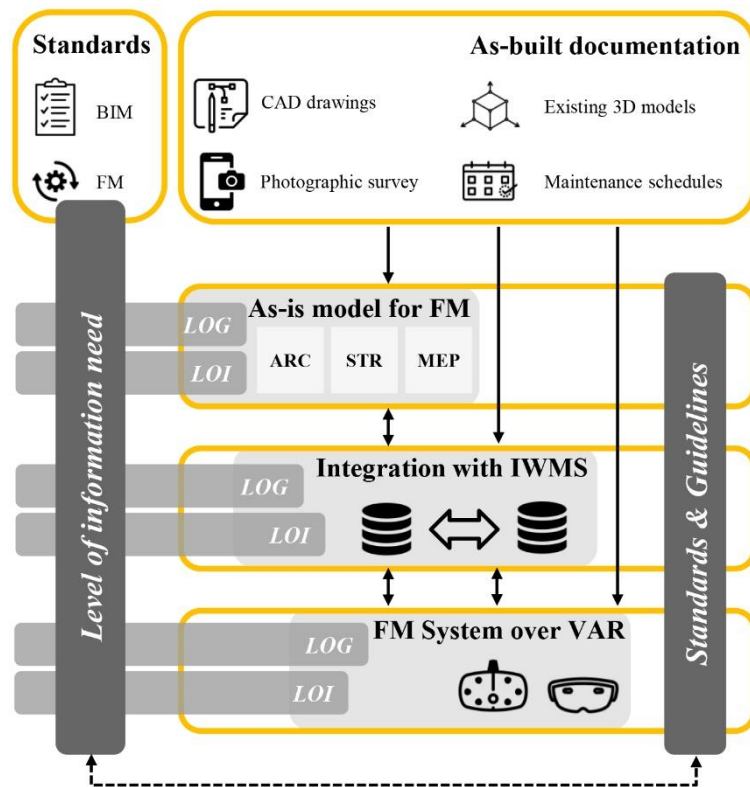 Standards
BIM
FM
As-built documentation
CAD drawings
Existing 3D models
Photographic survey
Maintenance schedules
Level of information need
As-is model for FM
LOG
LOI
ARC
STR
MEP
Integration with IWMS
LOG
LOI
FM System over VAR
LOG
LOI
Standards & Guidelines